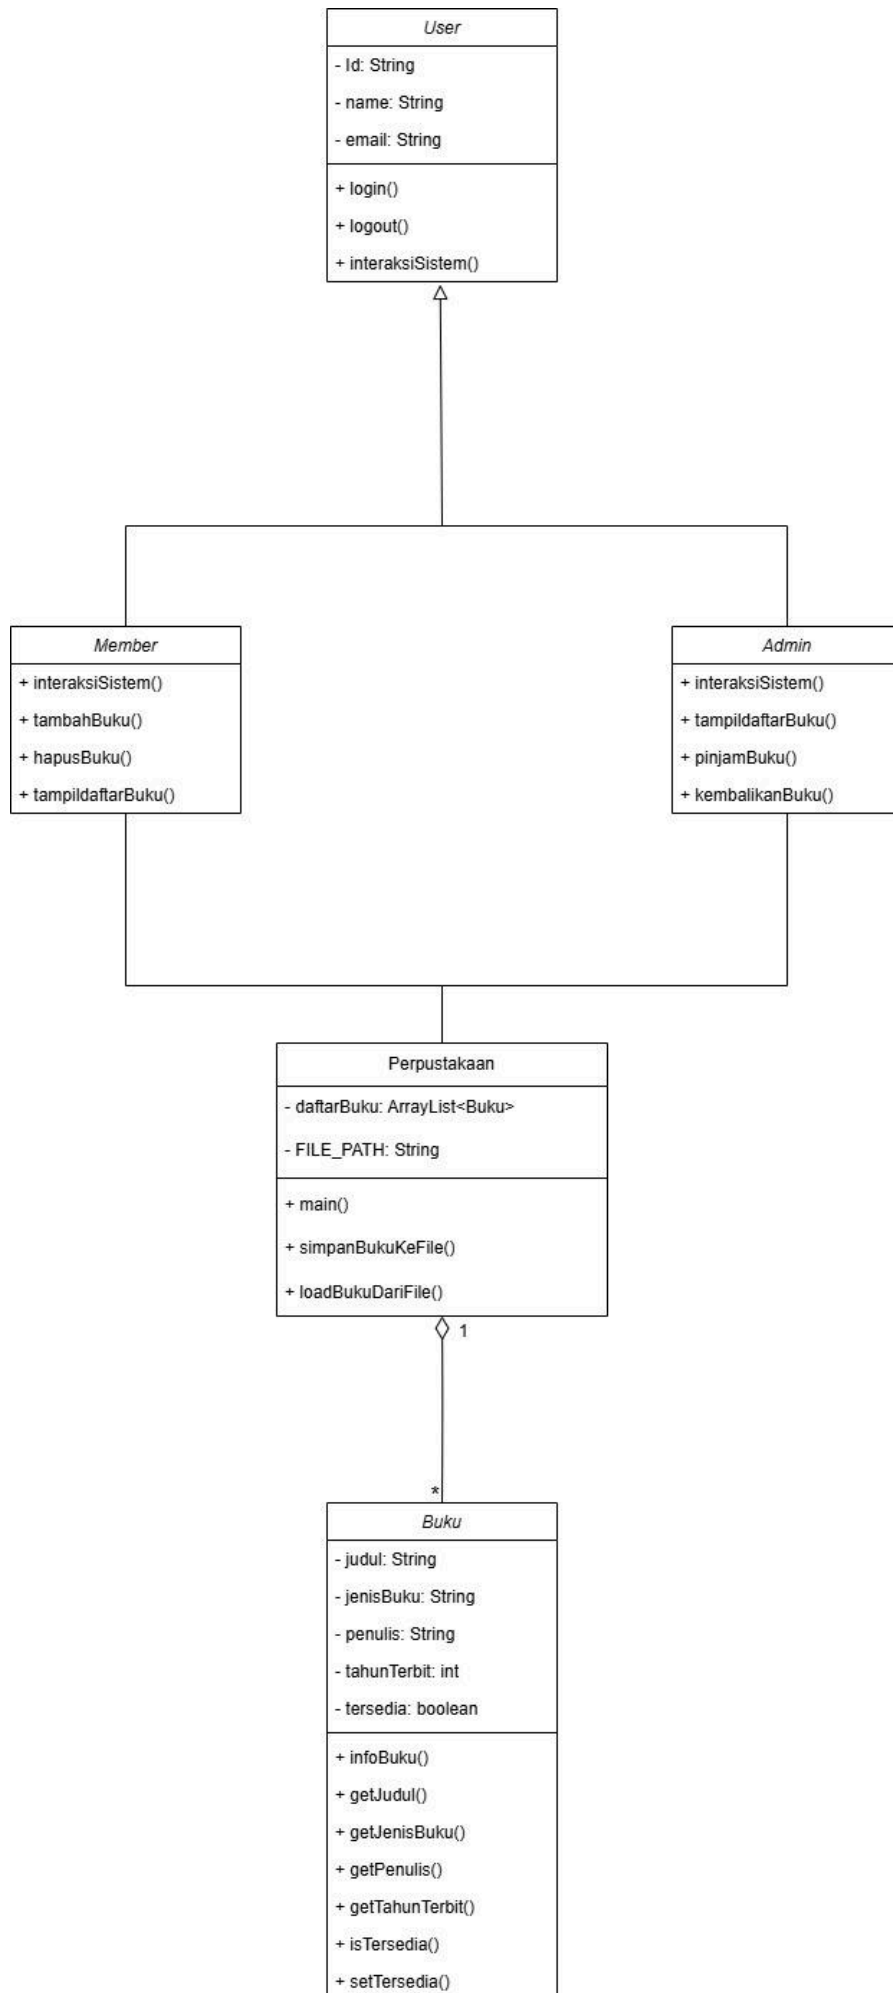 User
- Id: String
- name: String
- email: String
+ login()
+ logout()
+ interaksiSistem()
Member
+ interaksiSistem()
+ tambahBuku()
+ hapusBuku()
+ tampildaftarBuku()
Admin
+ interaksiSistem()
+ tampildaftarBuku()
+ pinjamBuku()
+ kembalikanBuku()
Perpustakaan
- daftarBuku: ArrayList<Buku>
- FILE_PATH: String
+ main()
+ simpanBukuKeFile()
+ loadBukuDariFile()
1
*
Buku
- judul: String
- jenisBuku: String
- penulis: String
- tahunTerbit: int
- tersedia: boolean
+ infoBuku()
+ getJudul()
+ getJenisBuku()
+ getPenulis()
+ getTahunTerbit()
+ isTersedia()
+ setTersedia()